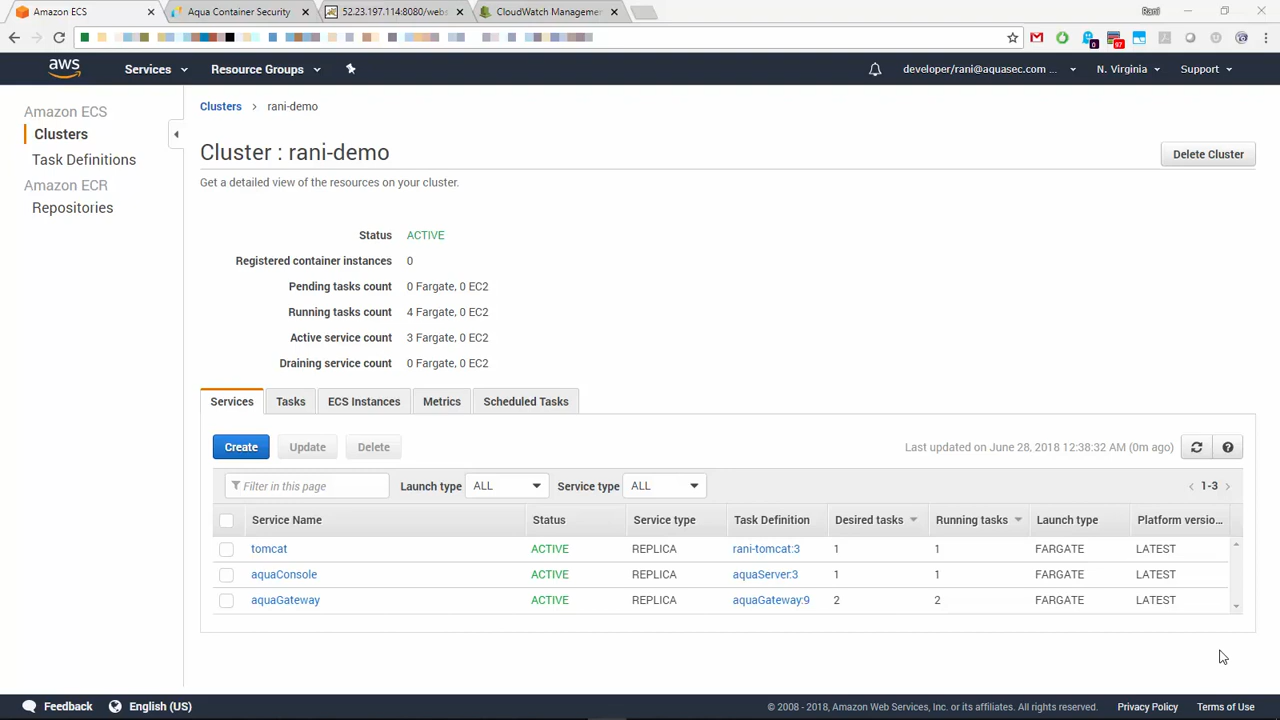 Amazon ECS
Aqua Container Security
52.23.197.114:8080/webs
CloudWatch Management
Rani
0
97
aws
Services
Resource Groups
developer/rani@aquasec.com ...
N. Virginia
Support
Amazon ECS
Clusters
Task Definitions
Amazon ECR
Repositories
Clusters > rani-demo
Cluster : rani-demo
Delete Cluster
Get a detailed view of the resources on your cluster.
Status ACTIVE
Registered container instances 0
Pending tasks count 0 Fargate, 0 EC2
Running tasks count 4 Fargate, 0 EC2
Active service count 3 Fargate, 0 EC2
Draining service count 0 Fargate, 0 EC2
Services Tasks ECS Instances Metrics Scheduled Tasks
Create Update Delete Last updated on June 28, 2018 12:38:32 AM (0m ago)
Filter in this page Launch type ALL Service type ALL < 1-3 >
Service Name Status Service type Task Definition Desired tasks Running tasks Launch type Platform versio...
tomcat ACTIVE REPLICA rani-tomcat:3 1 1 FARGATE LATEST
aquaConsole ACTIVE REPLICA aquaServer:3 1 1 FARGATE LATEST
aquaGateway ACTIVE REPLICA aquaGateway:9 2 2 FARGATE LATEST
Feedback English (US) © 2008 - 2018, Amazon Web Services, Inc. or its affiliates. All rights reserved. Privacy Policy Terms of Use